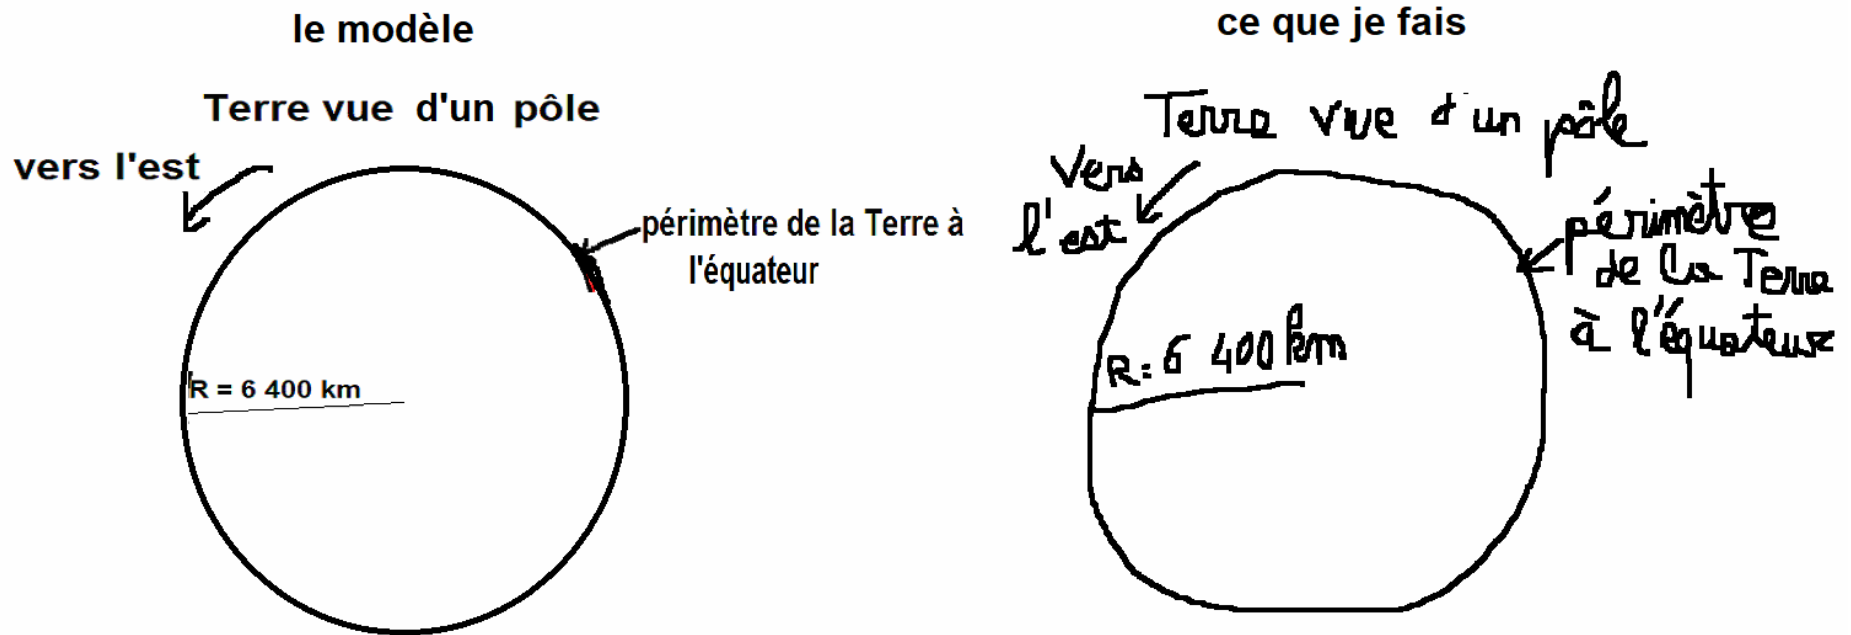 le modèle
Terre vue d'un pôle
vers l'est
périmètre de la Terre à
l'équateur
R = 6 400 km
ce que je fais
Terre vue d'un pôle
vers
l'est
périmètre
de la Terre
à l'équateur
R = 6 400 km